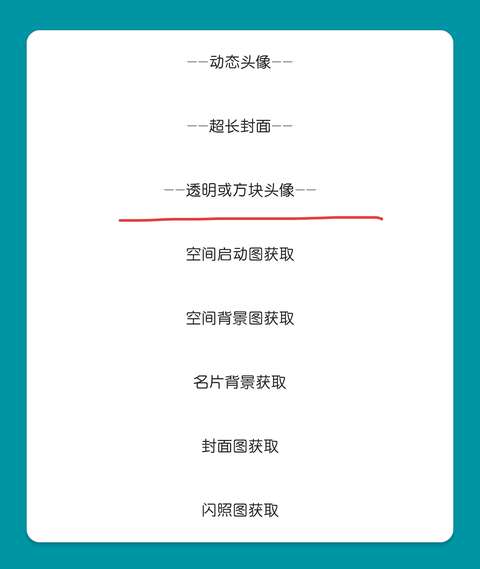 ——动态头像——
——超长封面——
——透明或方块头像——
空间启动图获取
空间背景图获取
名片背景获取
封面图获取
闪照图获取